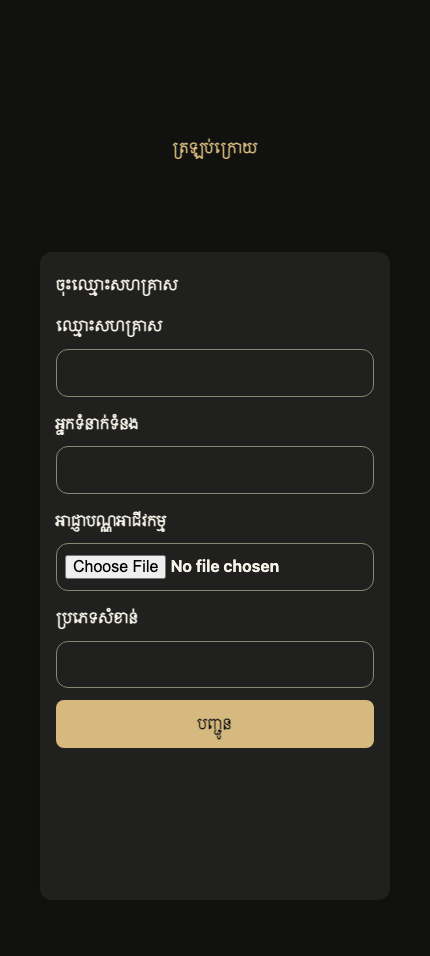 ត្រឡប់ក្រោយ
ចុះឈ្មោះសហគ្រាស
ឈ្មោះសហគ្រាស
អ្នកទំនាក់ទំនង
អាជ្ញាបណ្ណអាជីវកម្ម
Choose File No file chosen
ប្រភេទសំខាន់
បញ្ជូន